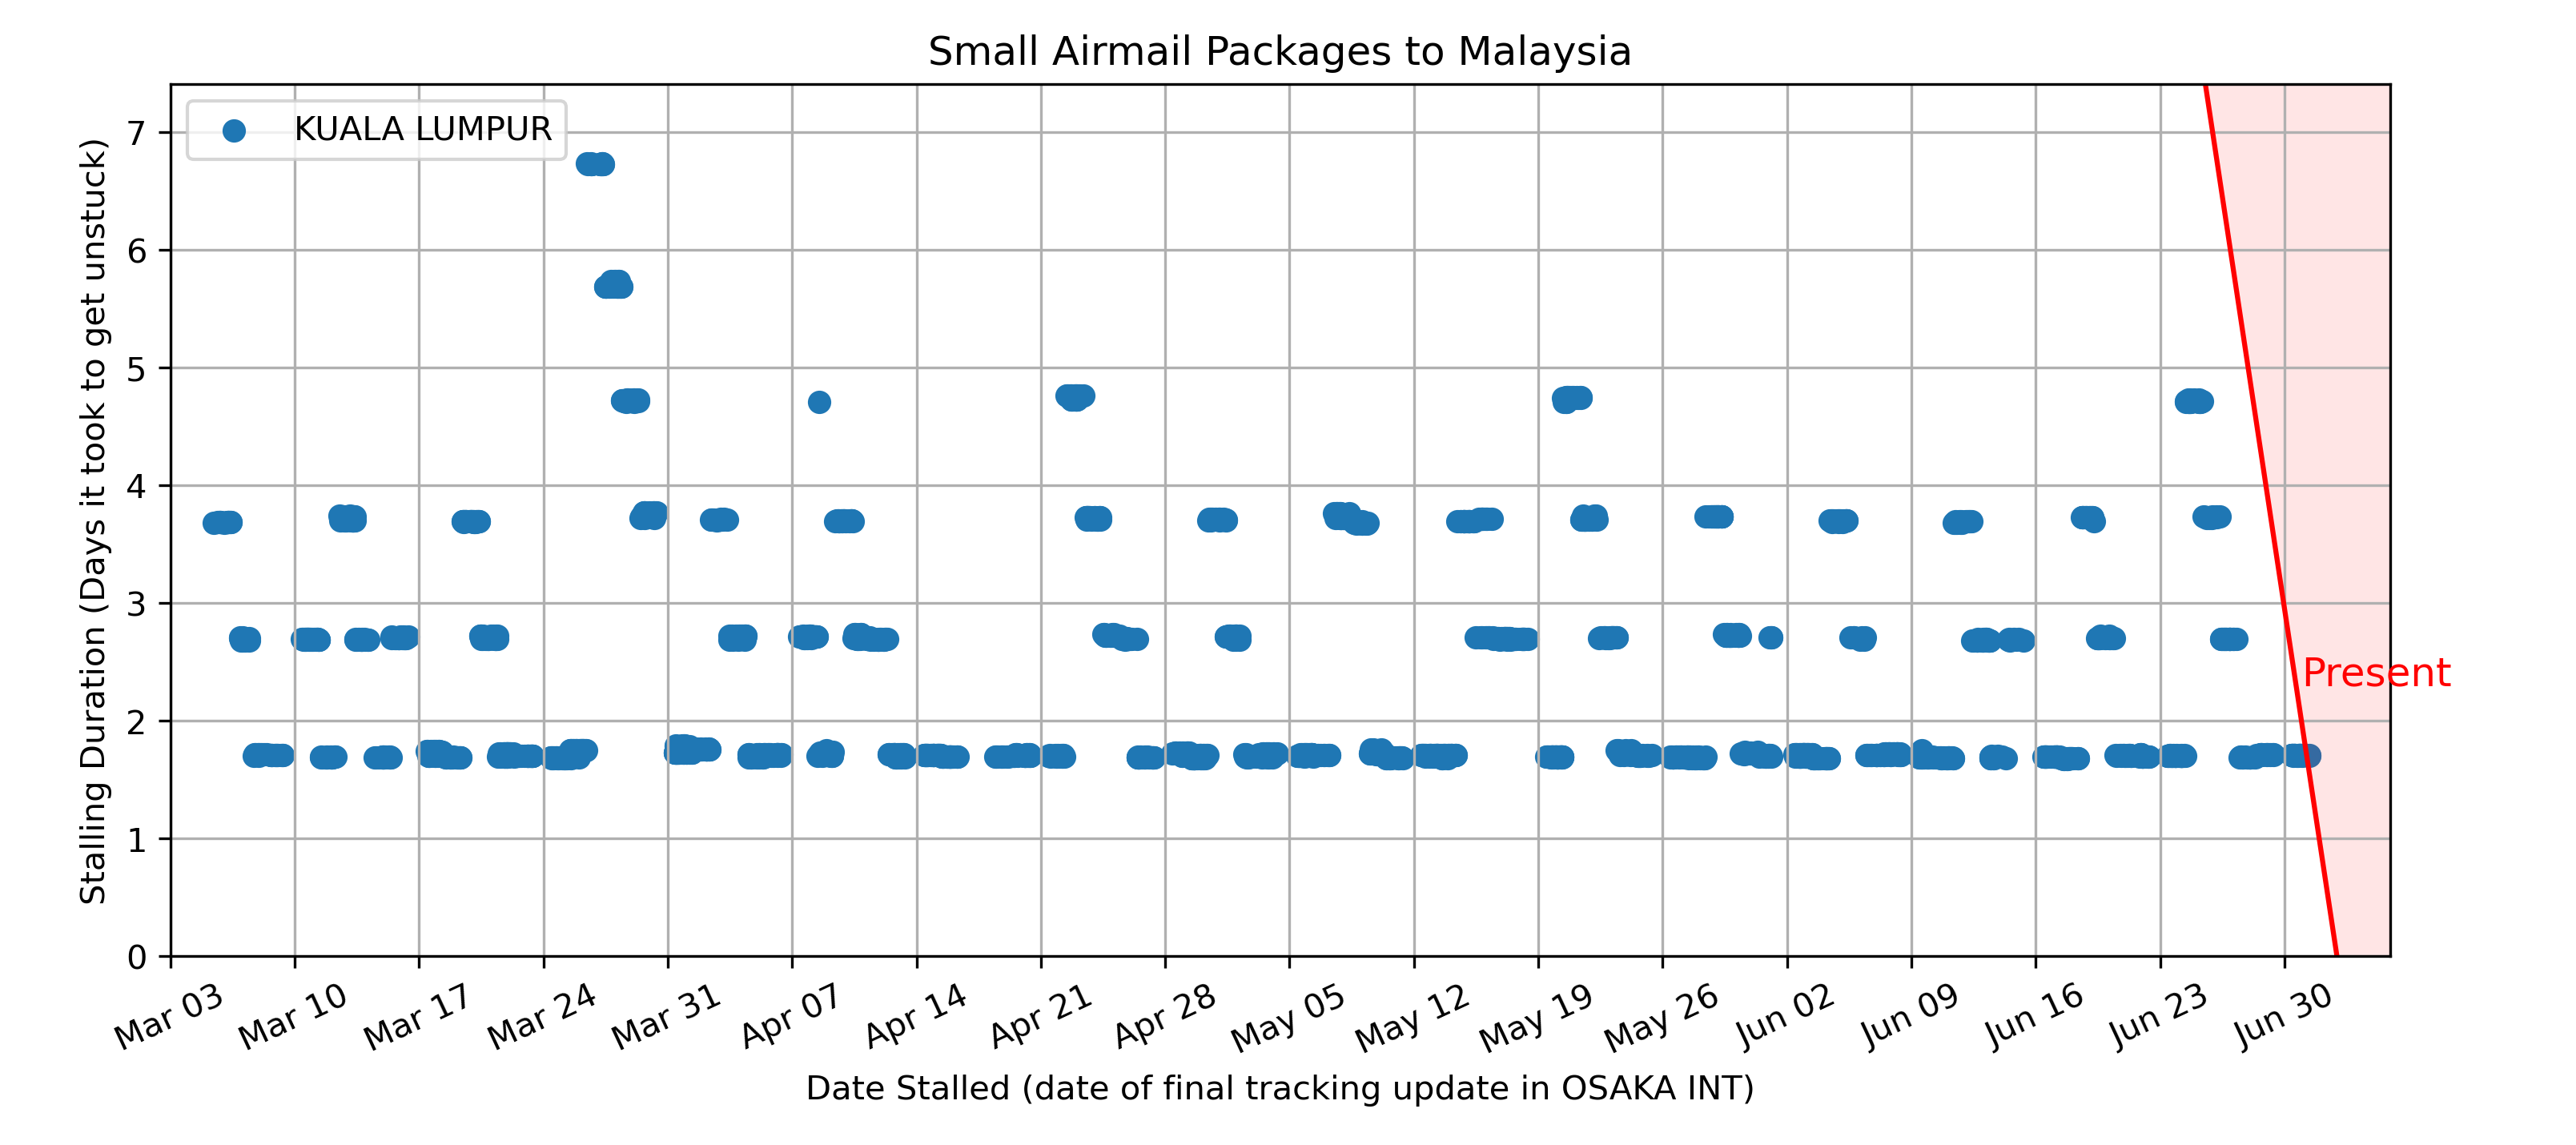 Small Airmail Packages to Malaysia
KUALA LUMPUR
Stalling Duration (Days it took to get unstuck)
7
6
5
4
3
2
1
0
Present
Mar 03
Mar 10
Mar 17
Mar 24
Mar 31
Apr 07
Apr 14
Apr 21
Apr 28
May 05
May 12
May 19
May 26
Jun 02
Jun 09
Jun 16
Jun 23
Jun 30
Date Stalled (date of final tracking update in OSAKA INT)